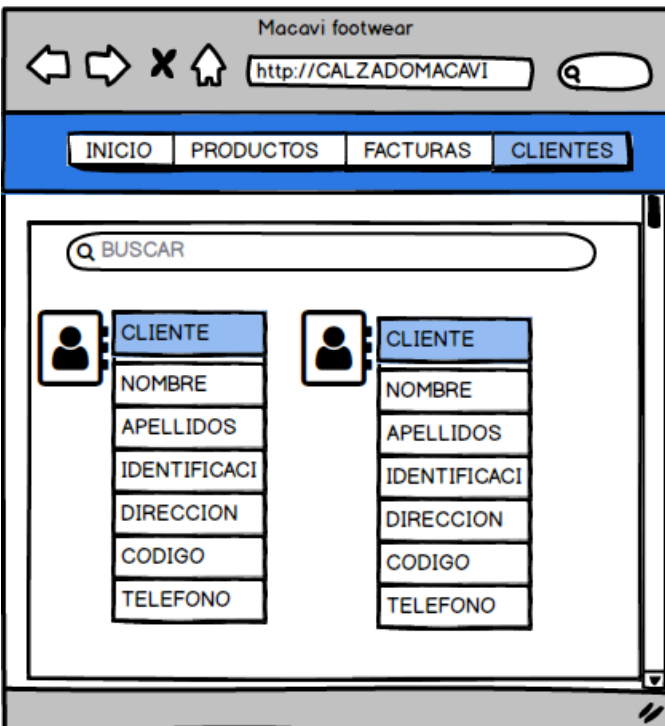 Macavi footwear
http://CALZADOMACAVI
INICIO PRODUCTOS FACTURAS CLIENTES
BUSCAR
CLIENTE
NOMBRE
APELLIDOS
IDENTIFICACI
DIRECCION
CODIGO
TELEFONO
CLIENTE
NOMBRE
APELLIDOS
IDENTIFICACI
DIRECCION
CODIGO
TELEFONO